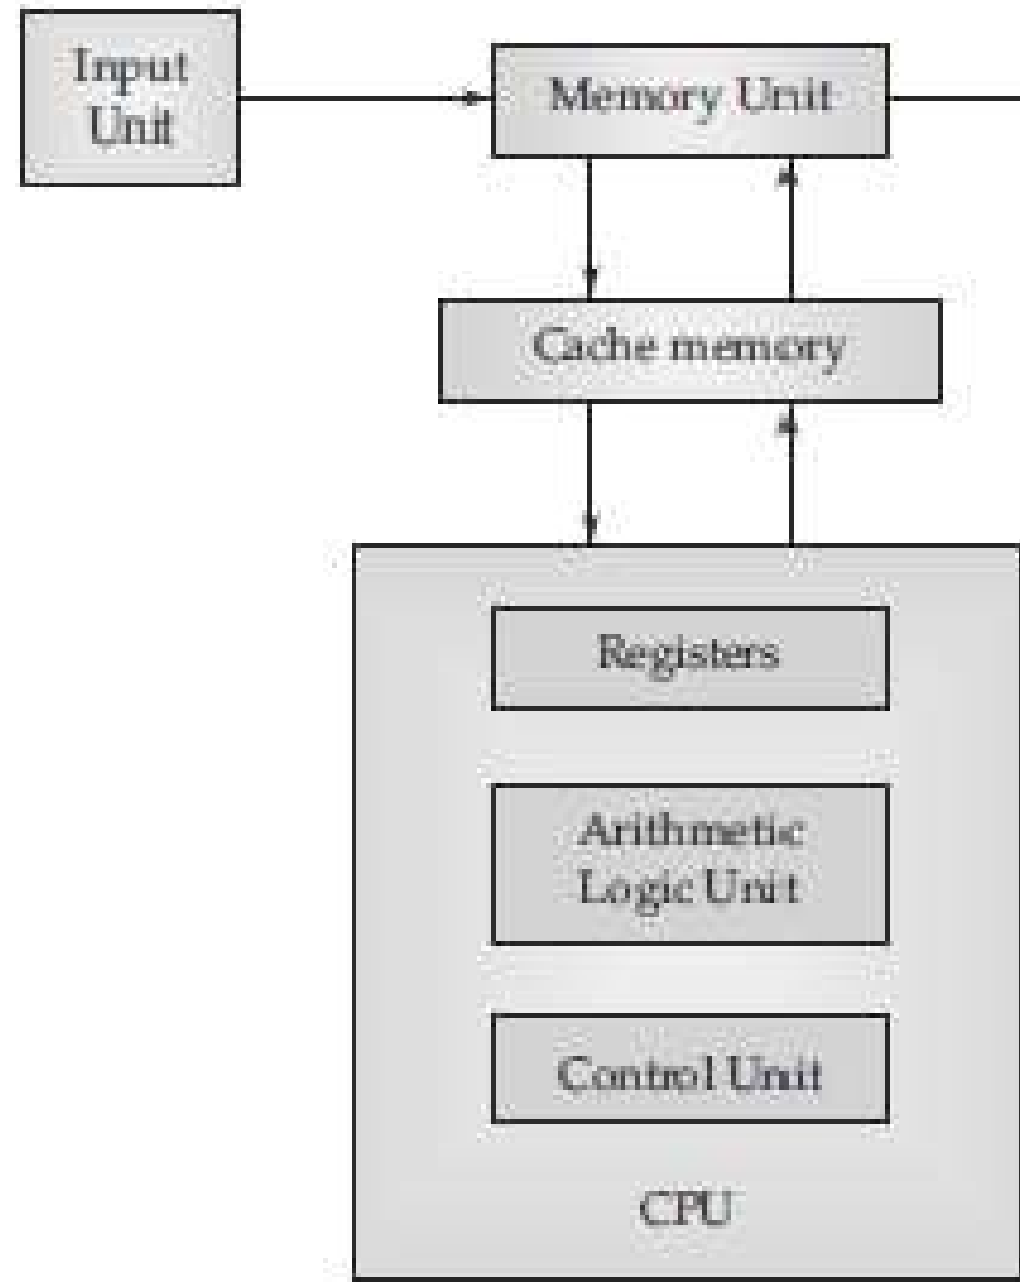 Input
Unit
Memory Unit
Cache memory
Registers
Arithmetic
Logic Unit
Control Unit
CPU